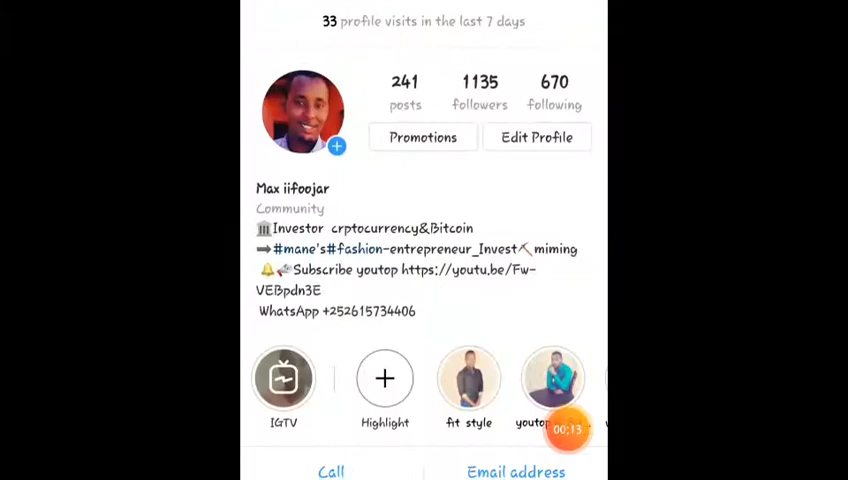 33 profile visits in the last 7 days
241 1135 670
posts followers following
Promotions Edit Profile
Max iifoojar
Community
🏛Investor crptocurrency&Bitcoin
➡#mane's#fashion-entrepreneur_Invest⛏miming
🔔📣Subscribe youtop https://youtu.be/Fw-
VEBpdn3E
WhatsApp +252615734406
IGTV Highlight fit style youtop
00:13
Call Email address